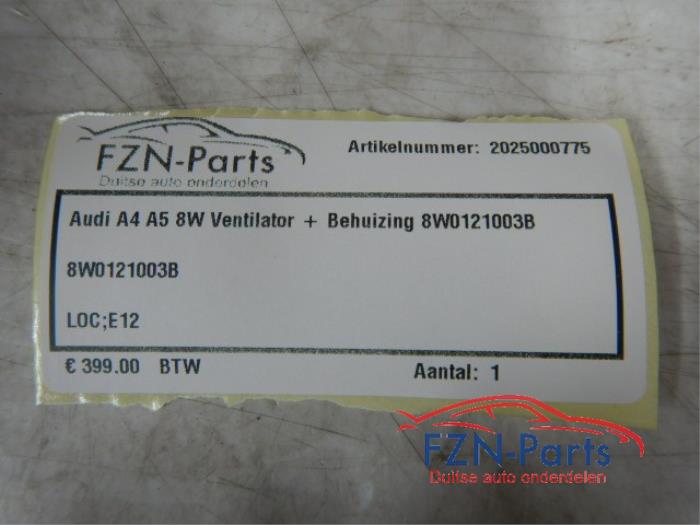 FZN-Parts
Duitse auto onderdelen
Artikelnummer: 2025000775
Audi A4 A5 8W Ventilator + Behuizing 8W0121003B
8W0121003B
LOC;E12
€ 399.00 BTW
Aantal: 1
FZN-Parts
Duitse auto onderdelen